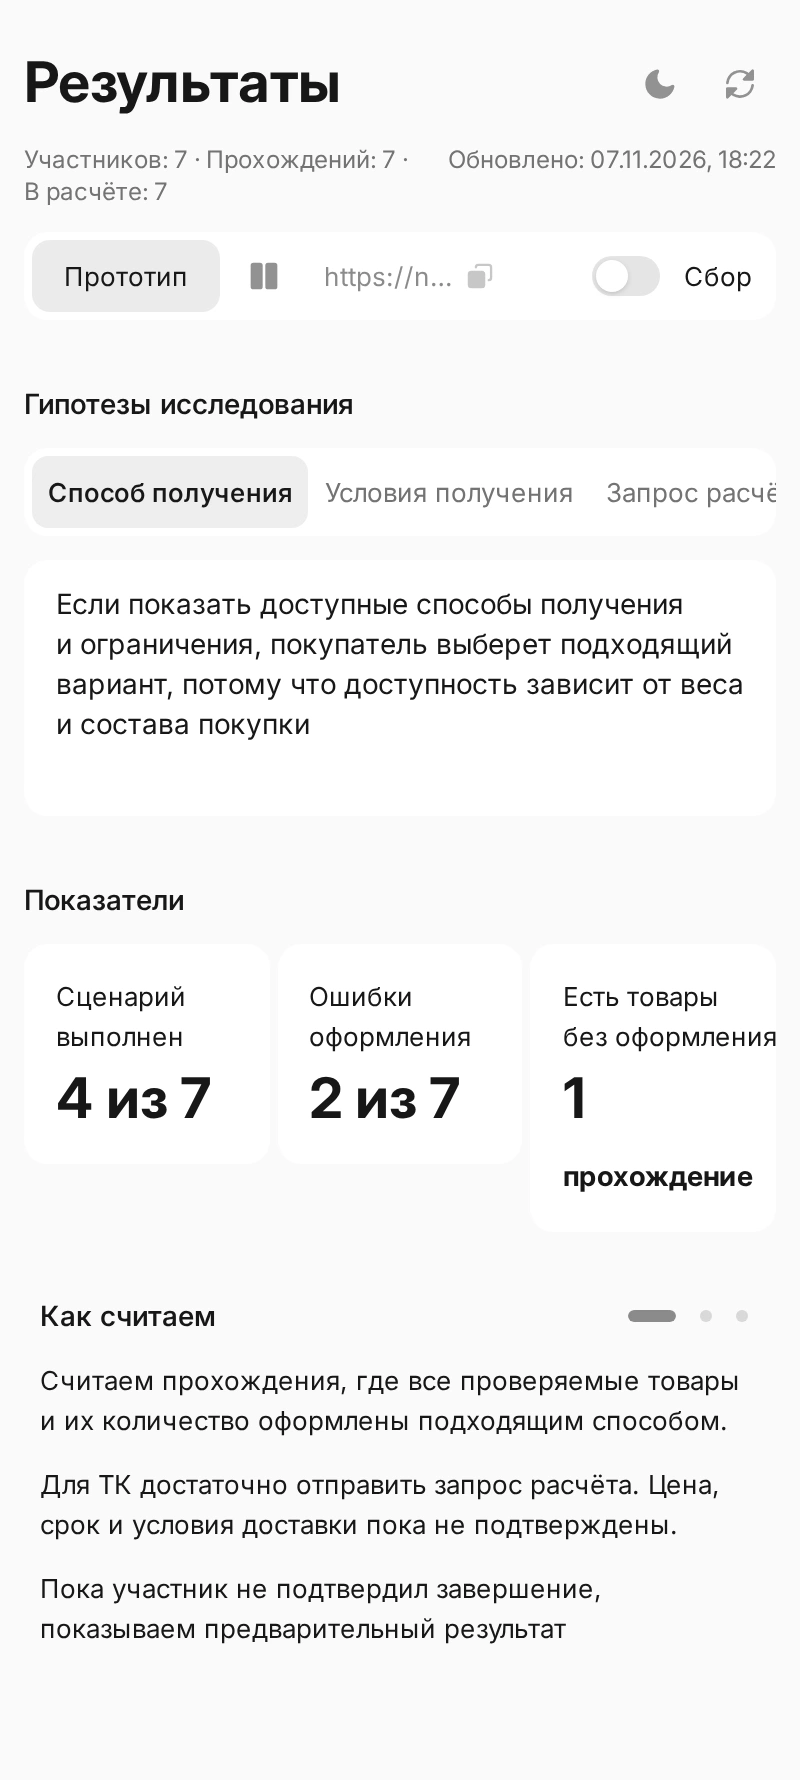 Результаты
Участников: 7 · Прохождений: 7 ·
В расчёте: 7
Обновлено: 07.11.2026, 18:22
Прототип
https://n...
Сбор
Гипотезы исследования
Способ получения
Условия получения
Запрос расчё
Если показать доступные способы получения
и ограничения, покупатель выберет подходящий
вариант, потому что доступность зависит от веса
и состава покупки
Показатели
Сценарий
выполнен
4 из 7
Ошибки
оформления
2 из 7
Есть товары
без оформления
1
прохождение
Как считаем
Считаем прохождения, где все проверяемые товары
и их количество оформлены подходящим способом.
Для ТК достаточно отправить запрос расчёта. Цена,
срок и условия доставки пока не подтверждены.
Пока участник не подтвердил завершение,
показываем предварительный результат